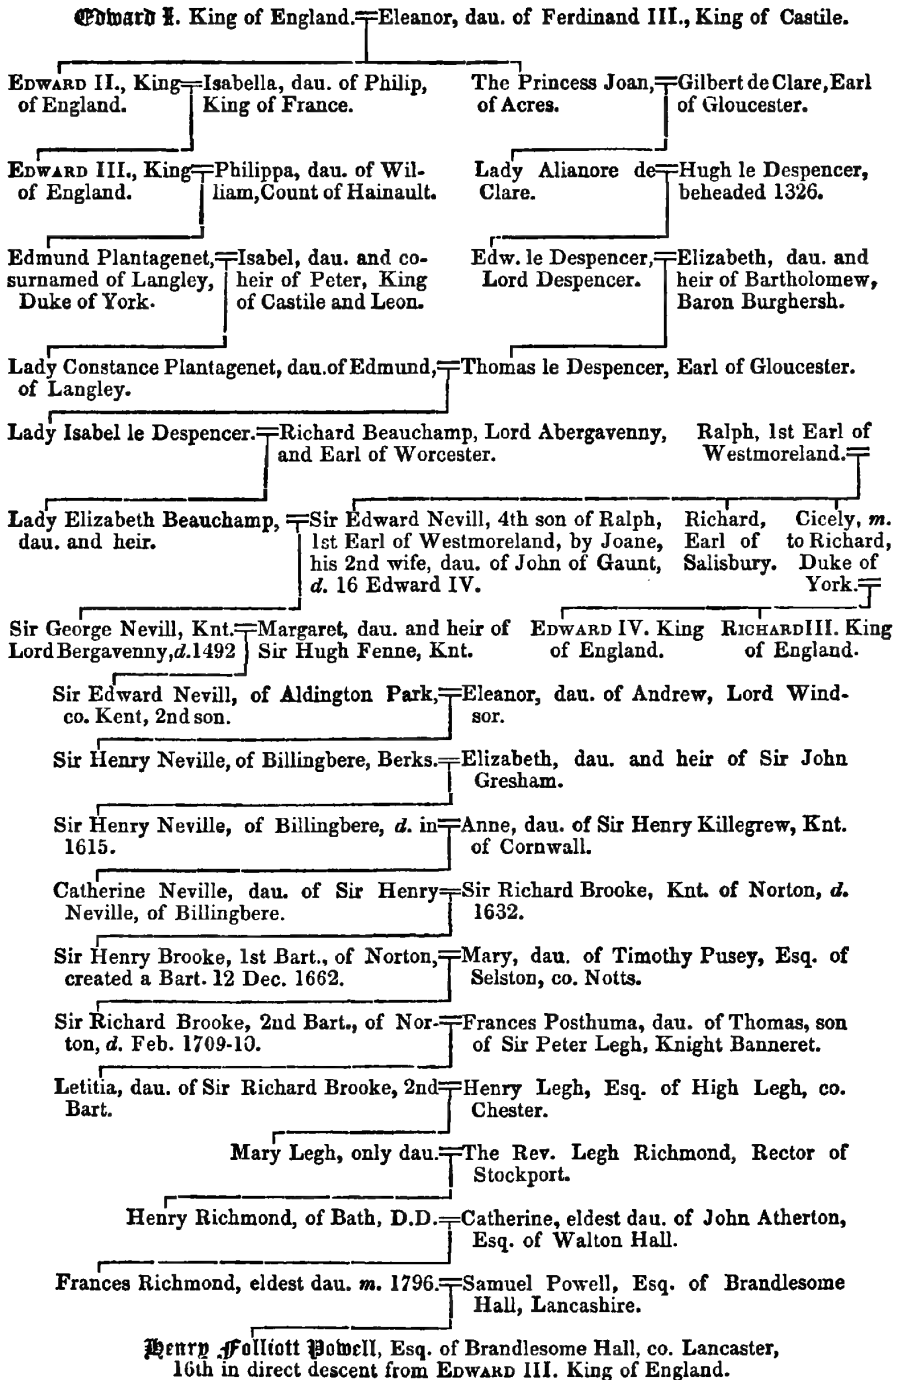 Edward I. King of England.=Eleanor, dau. of Ferdinand III., King of Castile.
EDWARD II., King=Isabella, dau. of Philip,
of England. King of France.
The Princess Joan,=Gilbert de Clare, Earl
of Acres. of Gloucester.
EDWARD III., King=Philippa, dau. of Wil-
of England. liam, Count of Hainault.
Lady Alianore de=Hugh le Despencer,
Clare. beheaded 1326.
Edmund Plantagenet,=Isabel, dau. and co-
surnamed of Langley, heir of Peter, King
Duke of York. of Castile and Leon.
Edw. le Despencer,=Elizabeth, dau. and
Lord Despencer. heir of Bartholomew,
Baron Burghersh.
Lady Constance Plantagenet, dau. of Edmund,=Thomas le Despencer, Earl of Gloucester.
of Langley.
Lady Isabel le Despencer.=Richard Beauchamp, Lord Abergavenny,
and Earl of Worcester.
Ralph, 1st Earl of
Westmoreland.=
Lady Elizabeth Beauchamp,=Sir Edward Nevill, 4th son of Ralph,
dau. and heir. 1st Earl of Westmoreland, by Joane,
his 2nd wife, dau. of John of Gaunt,
d. 16 Edward IV.
Richard,
Earl of
Salisbury.
Cicely, m.
to Richard,
Duke of
York.=
Sir George Nevill, Knt.=Margaret, dau. and heir of
Lord Bergavenny, d. 1492 Sir Hugh Fenne, Knt.
EDWARD IV. King
of England.
RICHARD III. King
of England.
Sir Edward Nevill, of Aldington Park,=Eleanor, dau. of Andrew, Lord Wind-
co. Kent, 2nd son. sor.
Sir Henry Neville, of Billingbere, Berks.=Elizabeth, dau. and heir of Sir John
Gresham.
Sir Henry Neville, of Billingbere, d. in=Anne, dau. of Sir Henry Killegrew, Knt.
1615. of Cornwall.
Catherine Neville, dau. of Sir Henry=Sir Richard Brooke, Knt. of Norton, d.
Neville, of Billingbere. 1632.
Sir Henry Brooke, 1st Bart., of Norton,=Mary, dau. of Timothy Pusey, Esq. of
created a Bart. 12 Dec. 1662. Selston, co. Notts.
Sir Richard Brooke, 2nd Bart., of Nor-=Frances Posthuma, dau. of Thomas, son
ton, d. Feb. 1709-10. of Sir Peter Legh, Knight Banneret.
Letitia, dau. of Sir Richard Brooke, 2nd=Henry Legh, Esq. of High Legh, co.
Bart. Chester.
Mary Legh, only dau.=The Rev. Legh Richmond, Rector of
Stockport.
Henry Richmond, of Bath, D.D.=Catherine, eldest dau. of John Atherton,
Esq. of Walton Hall.
Frances Richmond, eldest dau. m. 1796.=Samuel Powell, Esq. of Brandlesome
Hall, Lancashire.
Henry Folliott Powell, Esq. of Brandlesome Hall, co. Lancaster,
16th in direct descent from EDWARD III. King of England.